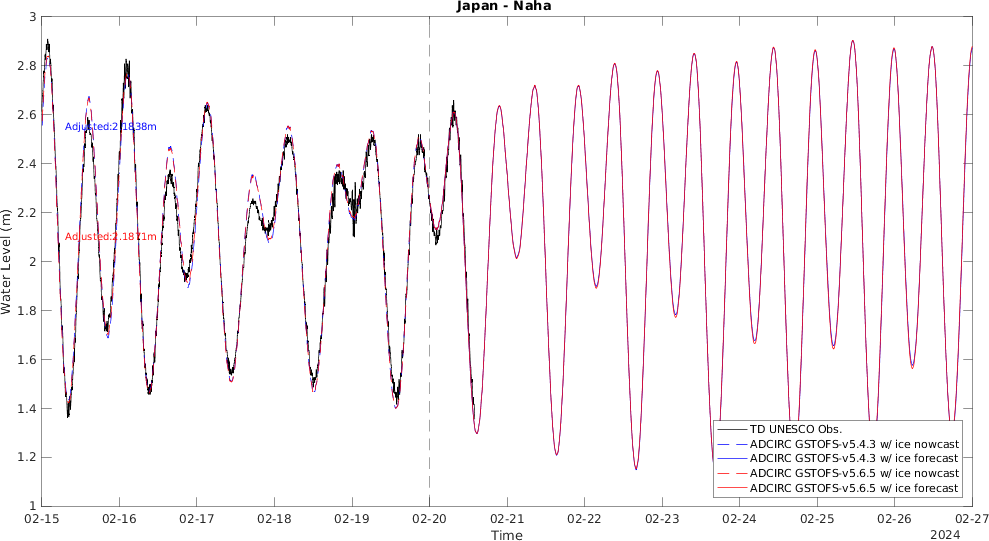 Japan - Naha
3
2.8
2.6
2.4
2.2
2
1.8
1.6
1.4
1.2
1
Water Level (m)
Adjusted:2.1838m
Adjusted:2.1871m
TD UNESCO Obs.
ADCIRC GSTOFS-v5.4.3 w/ ice nowcast
ADCIRC GSTOFS-v5.4.3 w/ ice forecast
ADCIRC GSTOFS-v5.6.5 w/ ice nowcast
ADCIRC GSTOFS-v5.6.5 w/ ice forecast
02-15 02-16 02-17 02-18 02-19 02-20 02-21 02-22 02-23 02-24 02-25 02-26 02-27
Time
2024